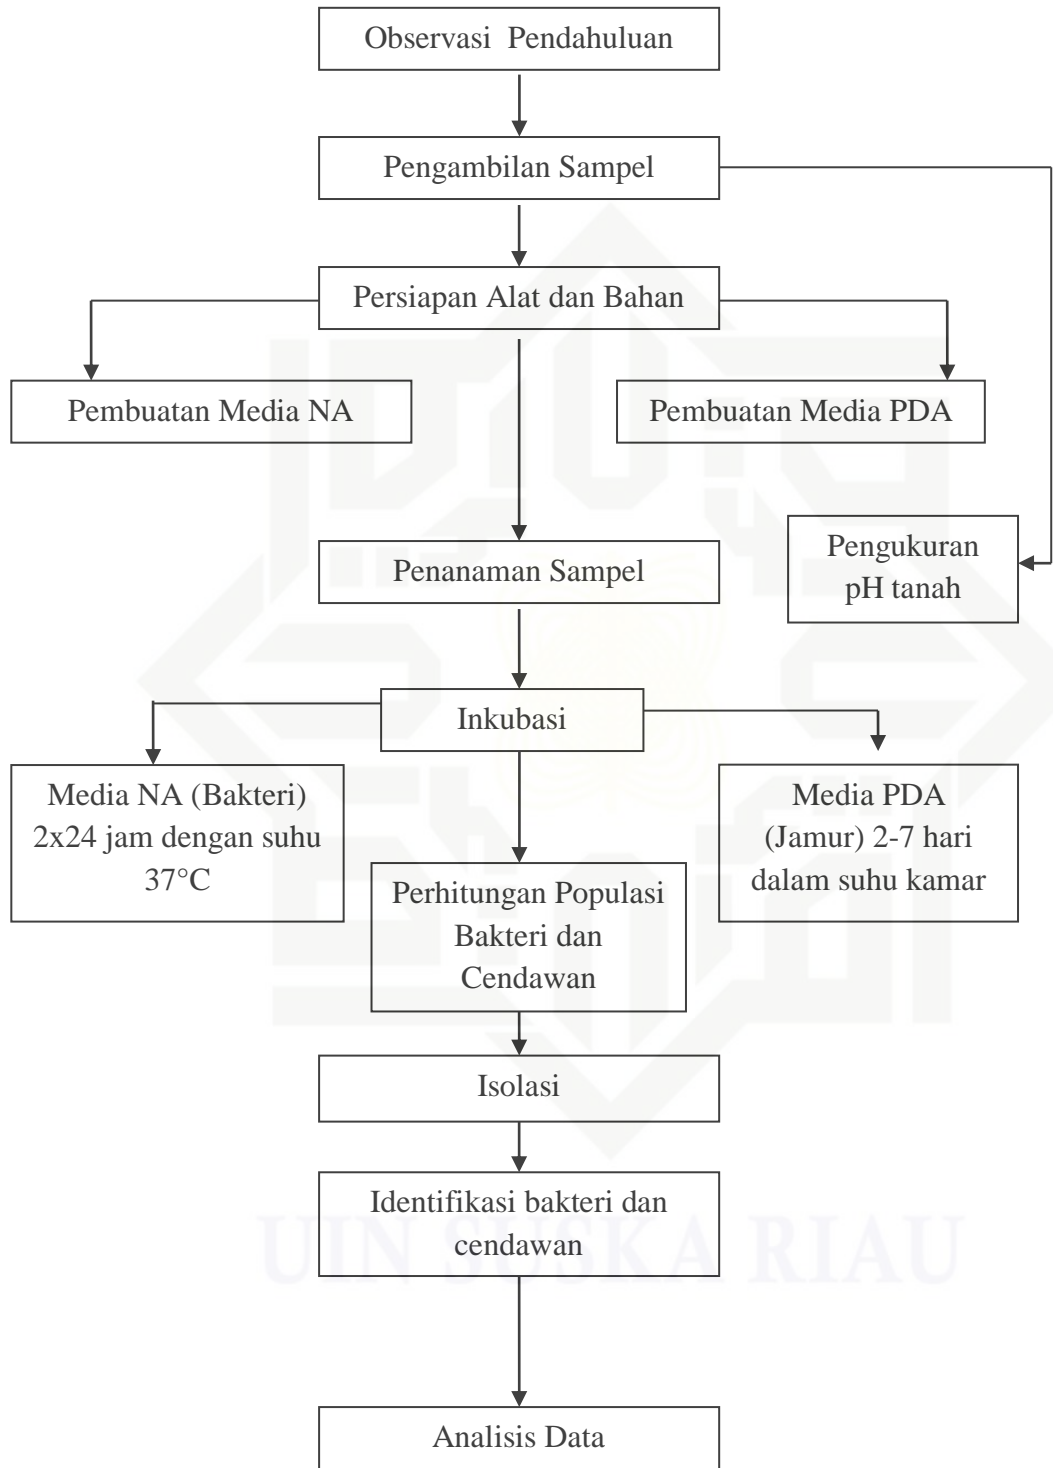 Observasi Pendahuluan
Pengambilan Sampel
Persiapan Alat dan Bahan
Pembuatan Media NA
Pembuatan Media PDA
Pengukuran
pH tanah
Penanaman Sampel
Inkubasi
Media NA (Bakteri)
2x24 jam dengan suhu
37°C
Media PDA
(Jamur) 2-7 hari
dalam suhu kamar
Perhitungan Populasi
Bakteri dan
Cendawan
Isolasi
Identifikasi bakteri dan
cendawan
UIN SUSKA RIAU
Analisis Data